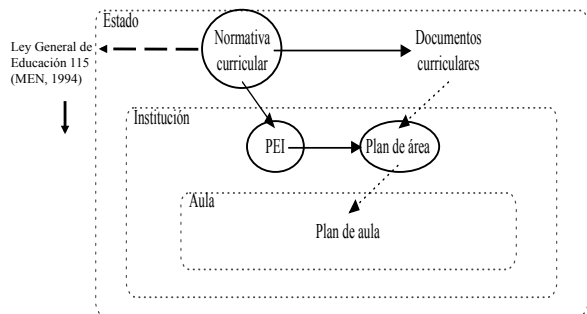 Estado
Ley General de
Educación 115
(MEN, 1994)
Normativa
curricular
Documentos
curriculares
Institución
PEI
Plan de área
Aula
Plan de aula